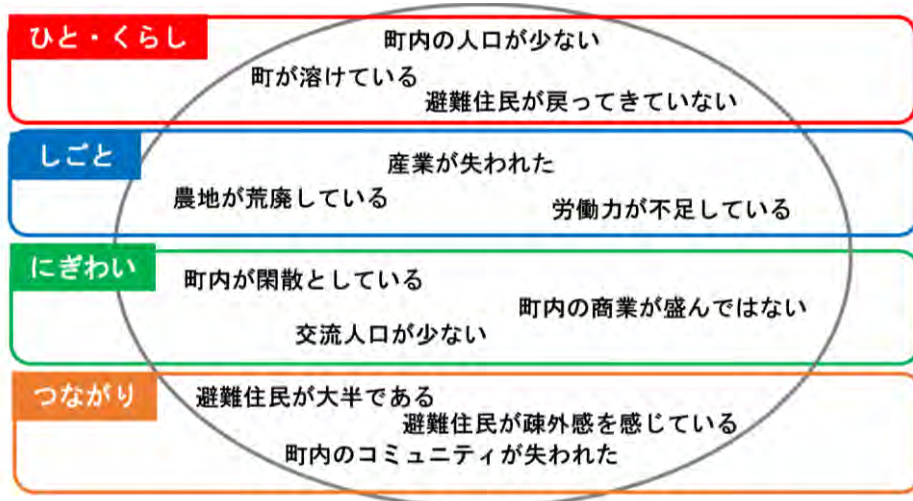 ひと・くらし
町内の人口が少ない
町が溶けている
避難住民が戻ってきていない
しごと
産業が失われた
農地が荒廃している
労働力が不足している
にぎわい
町内が閑散としている
町内の商業が盛んではない
交流人口が少ない
つながり
避難住民が大半である
避難住民が疎外感を感じている
町内のコミュニティが失われた